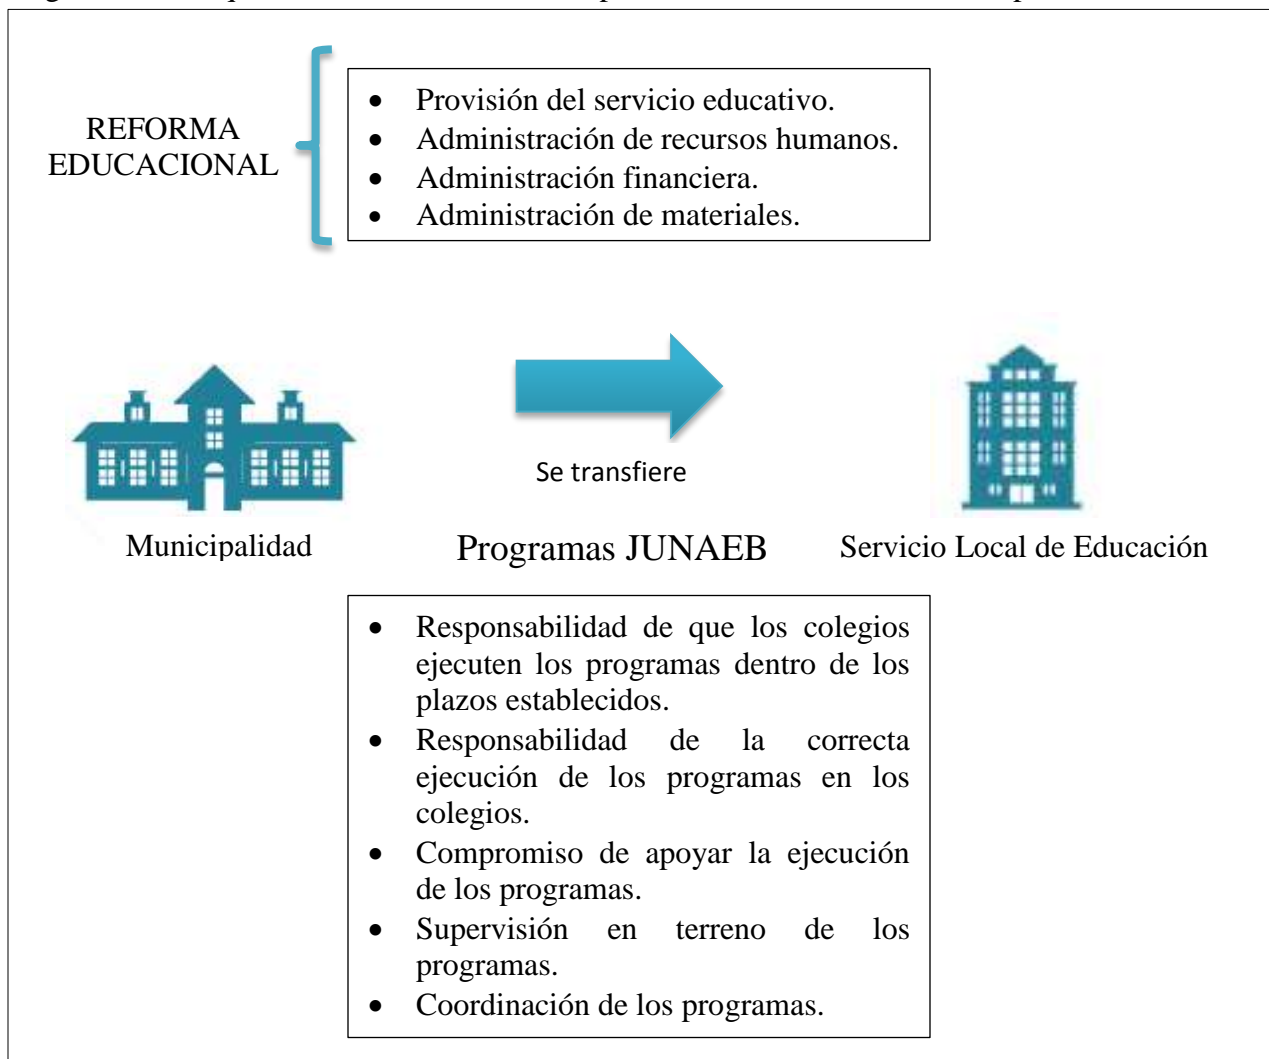 REFORMA
EDUCACIONAL
• Provisión del servicio educativo.
• Administración de recursos humanos.
• Administración financiera.
• Administración de materiales.
Se transfiere
Municipalidad
Programas JUNAEB
Servicio Local de Educación
• Responsabilidad de que los colegios
ejecuten los programas dentro de los
plazos establecidos.
• Responsabilidad de la correcta
ejecución de los programas en los
colegios.
• Compromiso de apoyar la ejecución
de los programas.
• Supervisión en terreno de los
programas.
• Coordinación de los programas.